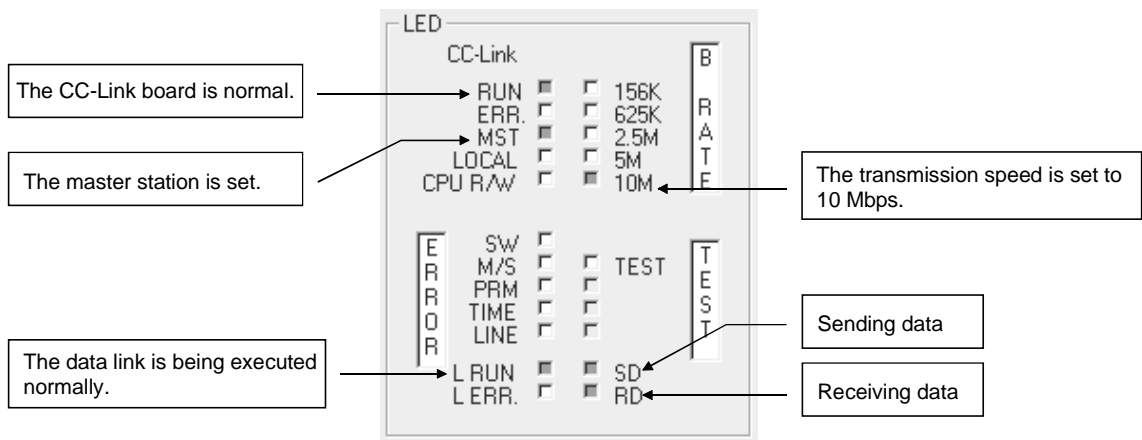 LED
CC-Link
B RATE
The CC-Link board is normal.
RUN 156K
ERR. 625K
MST 2.5M
LOCAL 5M
CPU R/W 10M
The master station is set.
The transmission speed is set to
10 Mbps.
ERROR
SW
M/S TEST
PRM
TIME
LINE
TEST
Sending data
The data link is being executed
normally.
L RUN SD
L ERR. RD
Receiving data